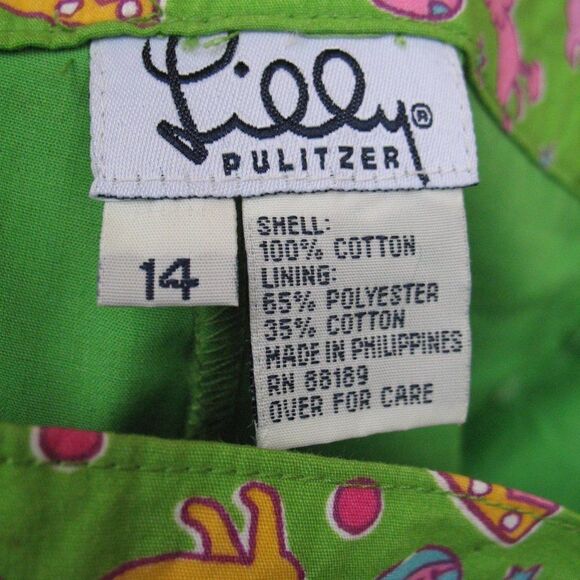 Lilly®
PULITZER
14
SHELL:
100% COTTON
LINING:
65% POLYESTER
35% COTTON
MADE IN PHILIPPINES
RN 88189
OVER FOR CARE